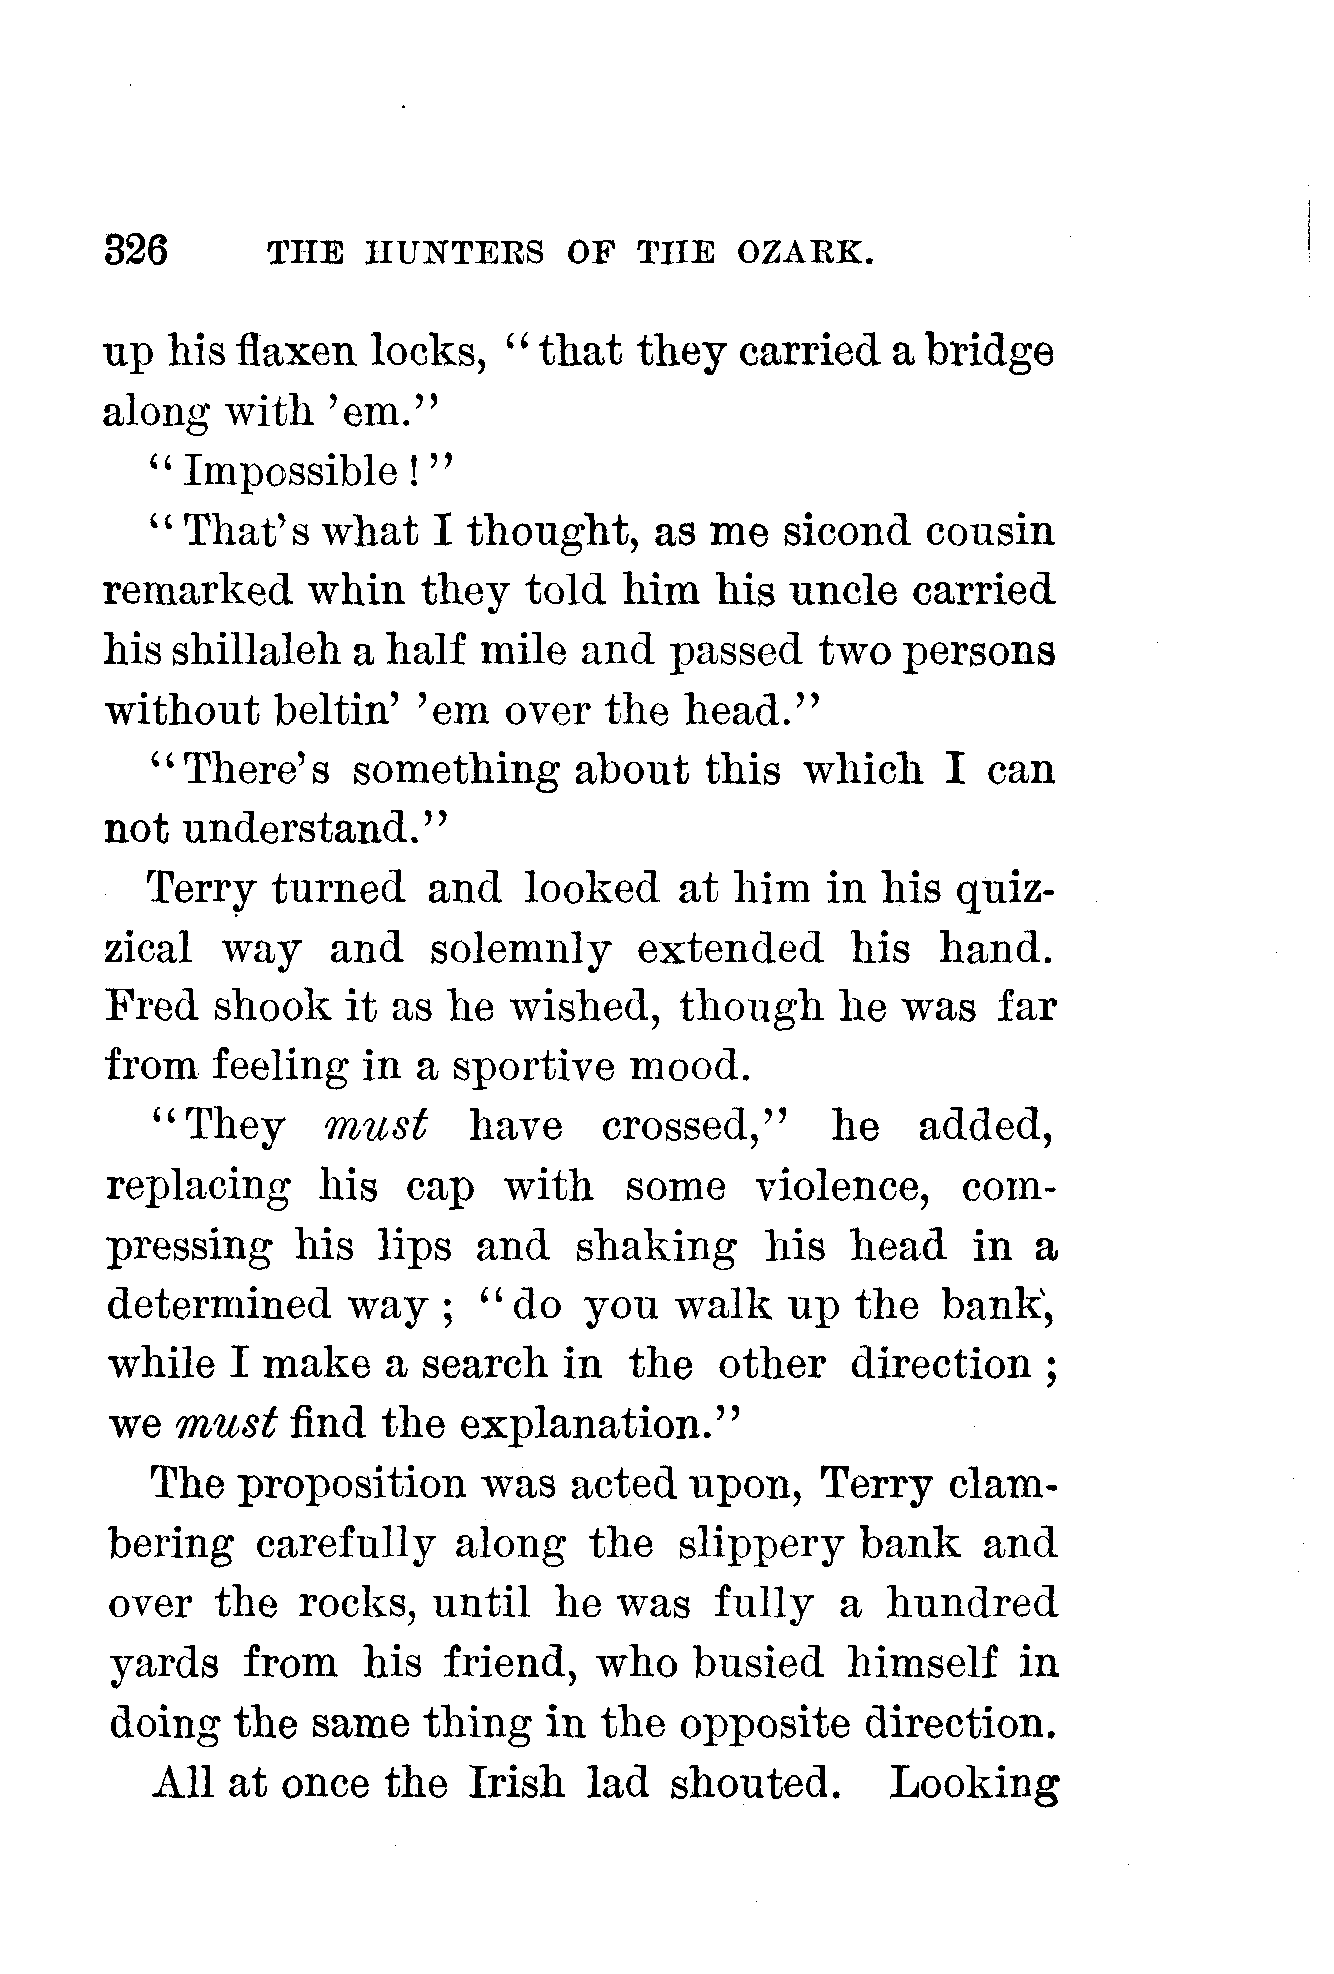 326 THE HUNTERS OF THE OZARK.
up his flaxen locks, "that they carried a bridge
along with 'em."
"Impossible!"
"That's what I thought, as me sicond cousin
remarked whin they told him his uncle carried
his shillaleh a half mile and passed two persons
without beltin' 'em over the head."
"There's something about this which I can
not understand."
Terry turned and looked at him in his quiz-
zical way and solemnly extended his hand.
Fred shook it as he wished, though he was far
from feeling in a sportive mood.
"They must have crossed," he added,
replacing his cap with some violence, com-
pressing his lips and shaking his head in a
determined way; "do you walk up the bank,
while I make a search in the other direction;
we must find the explanation."
The proposition was acted upon, Terry clam-
bering carefully along the slippery bank and
over the rocks, until he was fully a hundred
yards from his friend, who busied himself in
doing the same thing in the opposite direction.
All at once the Irish lad shouted. Looking